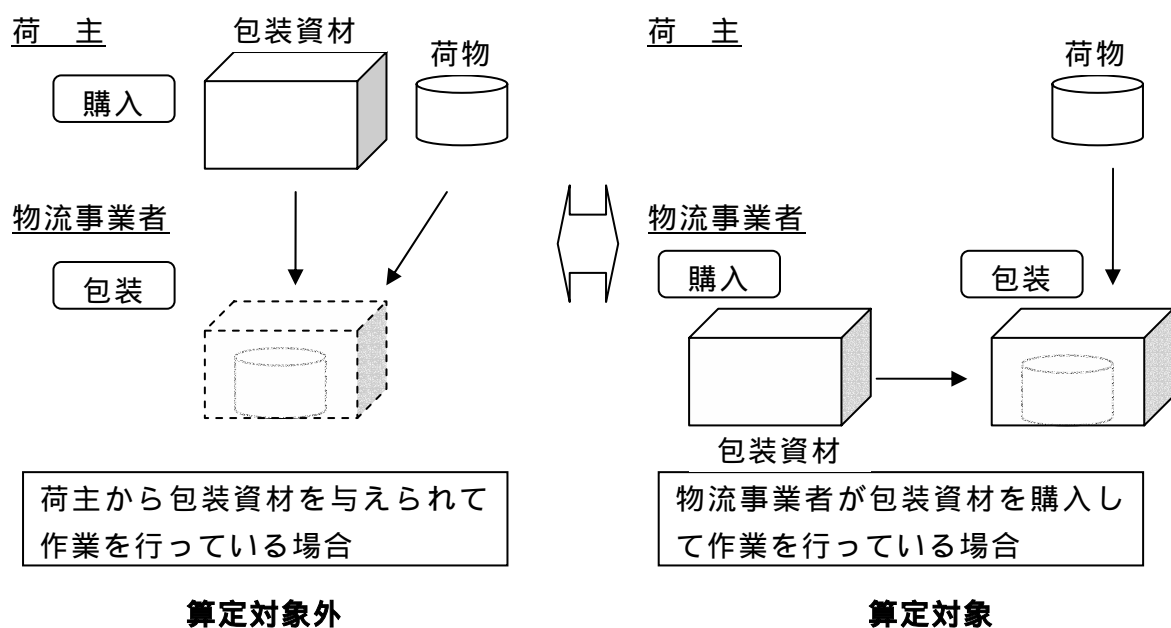 荷　主
包装資材
荷物
購入
物流事業者
包装
荷主から包装資材を与えられて
作業を行っている場合
算定対象外
荷　主
荷物
物流事業者
購入
包装
包装資材
物流事業者が包装資材を購入し
て作業を行っている場合
算定対象